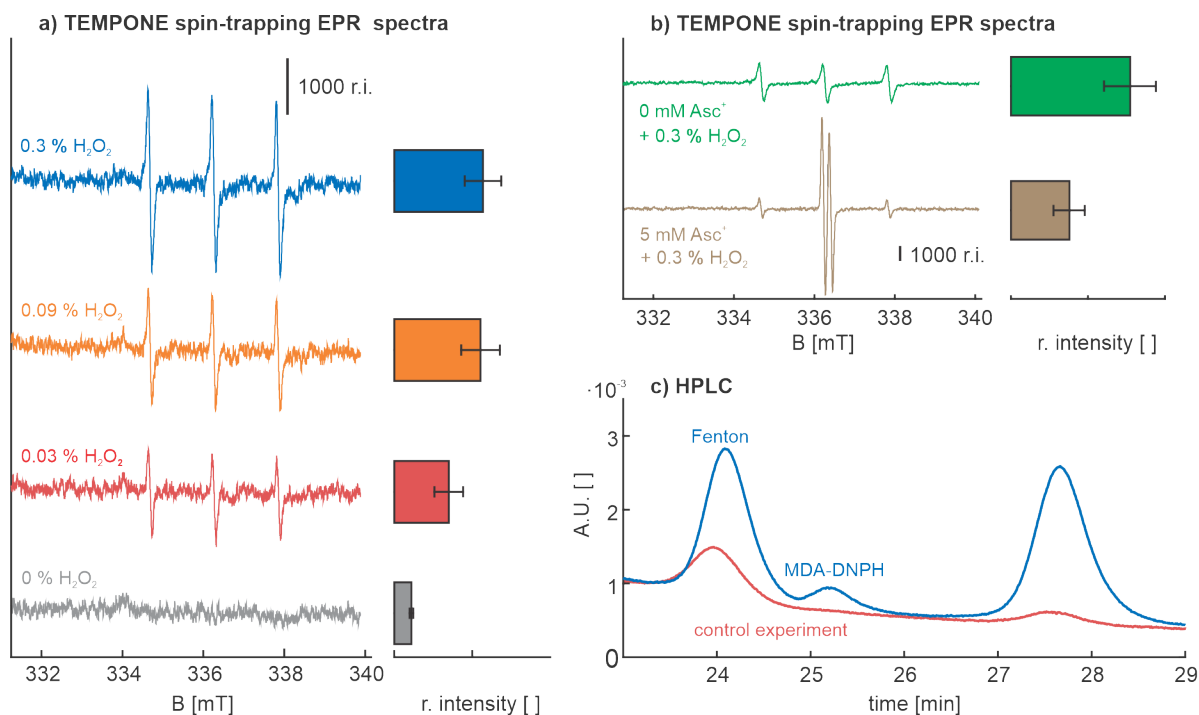 a) TEMPONE spin-trapping EPR spectra
1000 r.i.
0.3 % H₂O₂
0.09 % H₂O₂
0.03 % H₂O₂
0 % H₂O₂
332 334 336 338 340
B [mT]
r. intensity [ ]
b) TEMPONE spin-trapping EPR spectra
0 mM Asc⁺
+ 0.3 % H₂O₂
5 mM Asc⁺
+ 0.3 % H₂O₂
1000 r.i.
332 334 336 338 340
B [mT]
r. intensity [ ]
c) HPLC
·10⁻³
3
2
1
0
A.U. [ ]
Fenton
MDA-DNPH
control experiment
24 25 26 27 28 29
time [min]